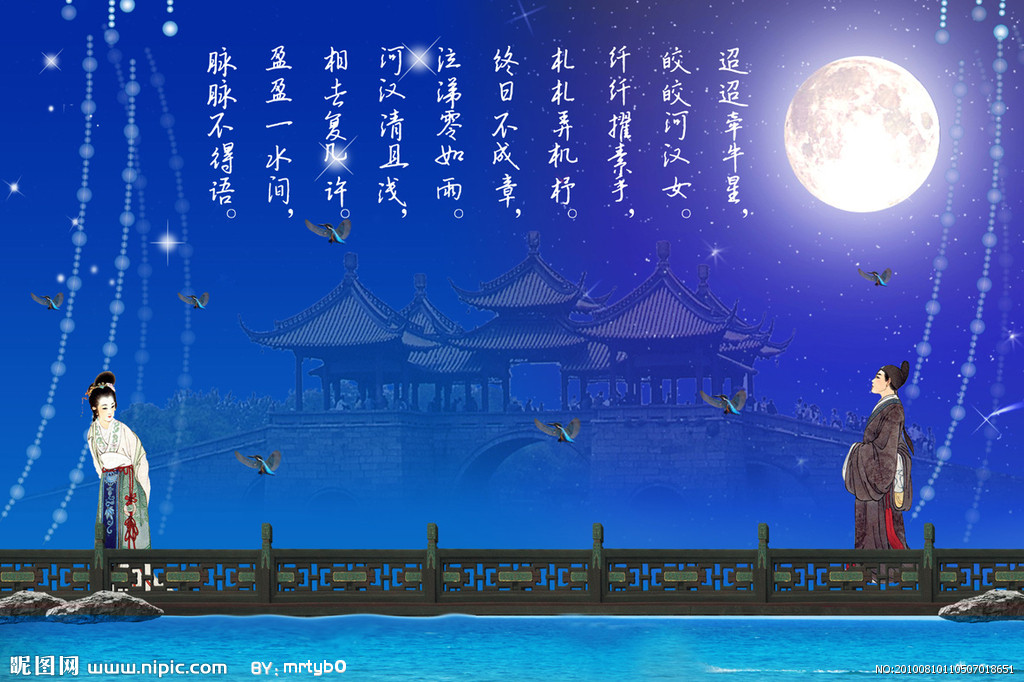 迢迢牵牛星，
皎皎河汉女。
纤纤擢素手，
札札弄机杼。
终日不成章，
泣涕零如雨。
河汉清且浅，
相去复几许。
盈盈一水间，
脉脉不得语。
昵图网 www.nipic.com BY：mrtyb0
NO:20100810110507018651